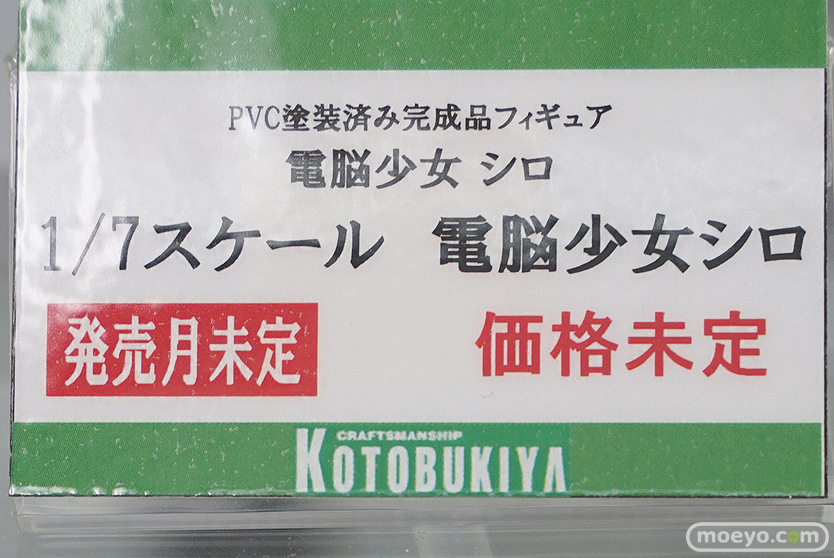 PVC塗装済み完成品フィギュア
電脳少女 シロ
1/7スケール 電脳少女シロ
発売月未定 価格未定
CRAFTSMANSHIP
KOTOBUKIYA
moeyo.com